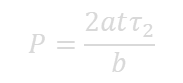 P = \frac{2at\tau_2}{b}